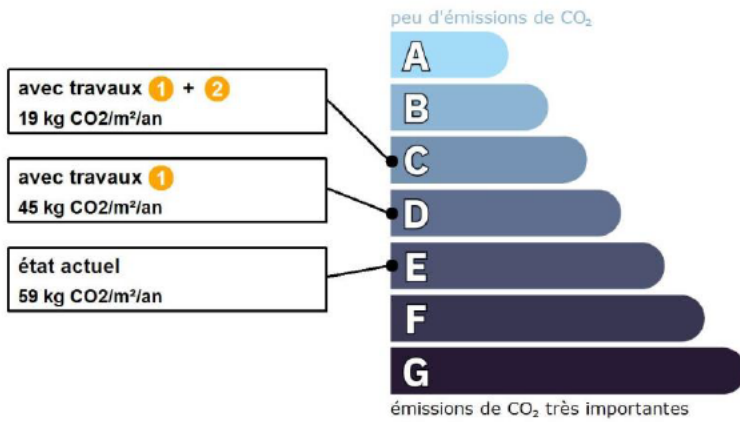 peu d'émissions de CO₂
A
avec travaux 1 + 2
19 kg CO2/m²/an
B
C
avec travaux 1
45 kg CO2/m²/an
D
état actuel
59 kg CO2/m²/an
E
F
G
émissions de CO₂ très importantes